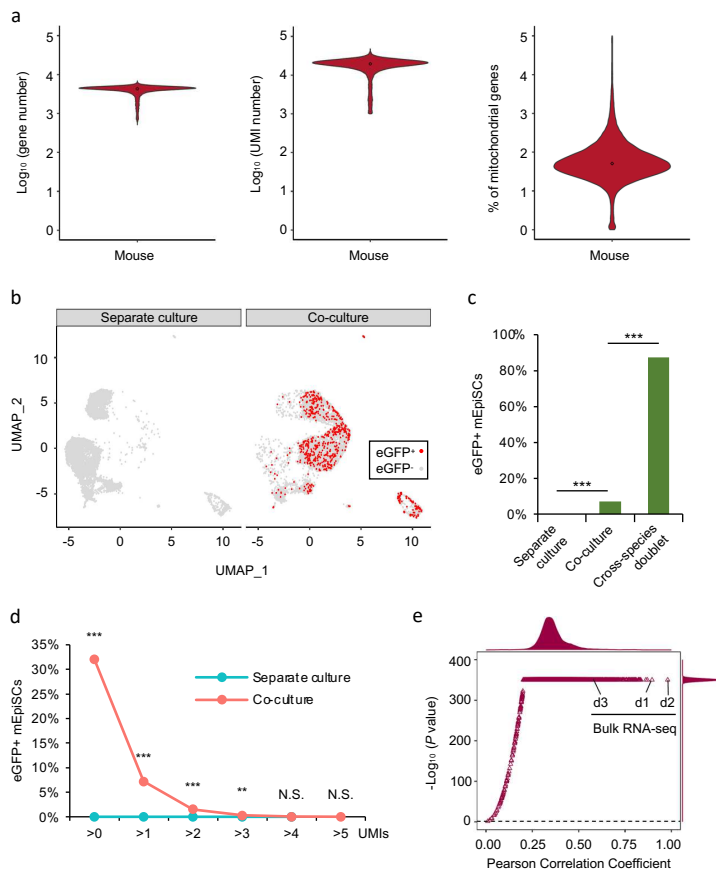 a
5
4
3
2
1
0
Log₁₀ (gene number)
Mouse
5
4
3
2
1
0
Log₁₀ (UMI number)
Mouse
5
4
3
2
1
0
% of mitochondrial genes
Mouse
b
Separate culture
Co-culture
10
5
0
-5
UMAP_2
eGFP⁺
eGFP⁻
-5 0 5 10
-5 0 5 10
UMAP_1
c
100%
80%
60%
40%
20%
0%
eGFP+ mEpiSCs
***
***
Separate culture
Co-culture
Cross-species doublet
d
35%
30%
25%
20%
15%
10%
5%
0%
eGFP+ mEpiSCs
***
***
***
**
N.S.
N.S.
Separate culture
Co-culture
>0 >1 >2 >3 >4 >5 UMIs
e
400
300
200
100
0
-Log₁₀ (P value)
d3 d1 d2
Bulk RNA-seq
0.00 0.25 0.50 0.75 1.00
Pearson Correlation Coefficient